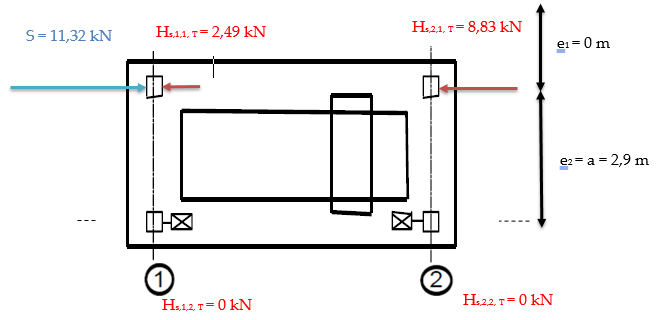 S = 11,32 kN
Hs,1,1, T = 2,49 kN
Hs,2,1, T = 8,83 kN
e1 = 0 m
e2 = a = 2,9 m
1
2
Hs,1,2, T = 0 kN
Hs,2,2, T = 0 kN